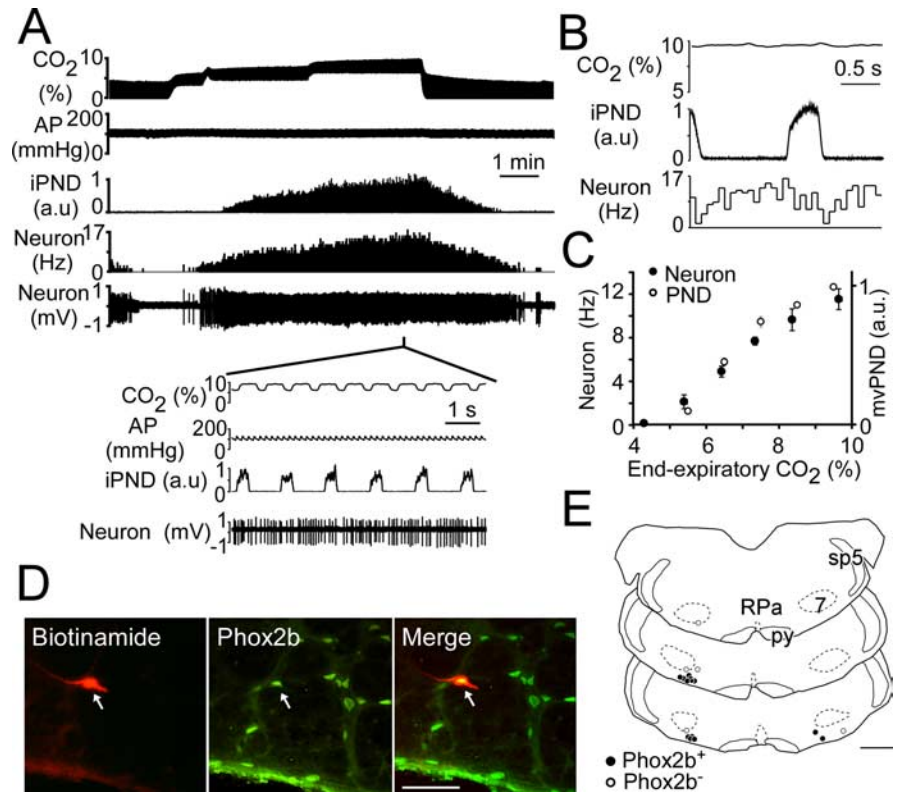 A
CO2 (%)
10
0
AP (mmHg)
200
0
1 min
iPND (a.u)
1
0
Neuron (Hz)
17
0
Neuron (mV)
1
-1
CO2 (%)
10
0
1 s
AP (mmHg)
200
0
iPND (a.u)
1
0
Neuron (mV)
1
-1
B
CO2 (%)
10
5
0.5 s
iPND (a.u)
1
0
Neuron (Hz)
17
0
C
Neuron
PND
Neuron (Hz)
12
8
4
0
mvPND (a.u.)
1
0
4 6 8 10
End-expiratory CO2 (%)
D
Biotinamide
Phox2b
Merge
E
sp5
7
RPa
py
Phox2b+
Phox2b-